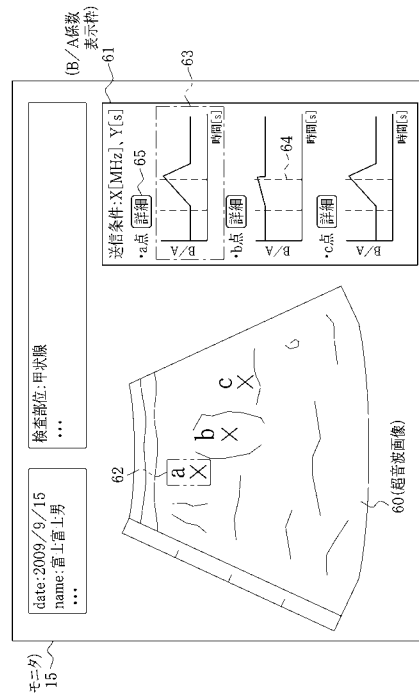 モニタ)
15
date:2009/9/15
name:富士富士男
•••
検査部位:甲状腺
•••
(B/A係数
表示枠)
61
送信条件:X[MHz]、Y[s]
・a点 詳細 65
63
B/A
時間[s]
・b点 詳細
64
B/A
時間[s]
・c点 詳細
B/A
時間[s]
62
a
b
c
60(超音波画像)